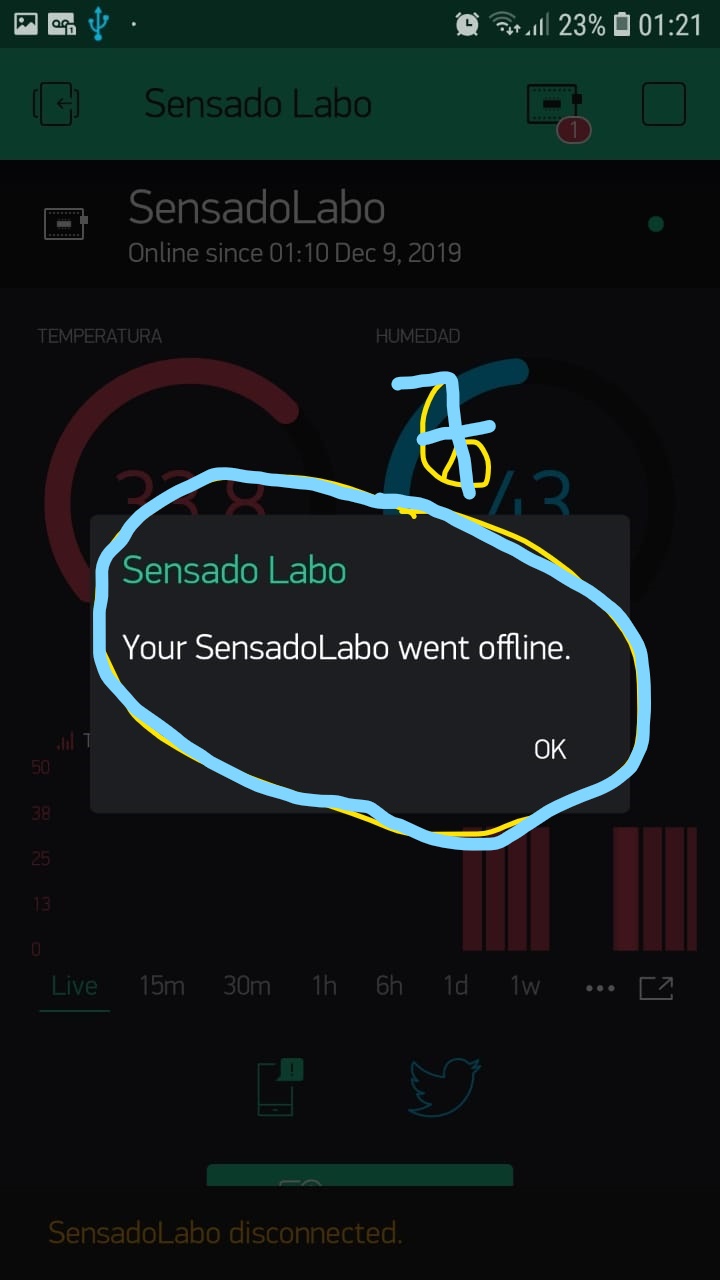 23% 01:21
Sensado Labo
1
SensadoLabo
Online since 01:10 Dec 9, 2019
TEMPERATURA HUMEDAD
7
33.8 43
Sensado Labo
Your SensadoLabo went offline.
OK
50
38
25
13
0
Live 15m 30m 1h 6h 1d 1w
SensadoLabo disconnected.